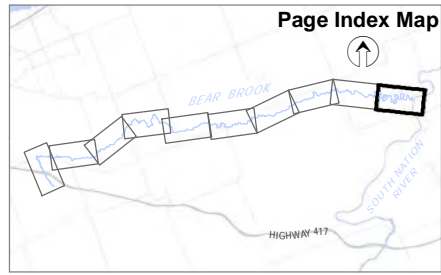 Page Index Map
BEAR BROOK
SOUTH NATION
RIVER
HIGHWAY 417